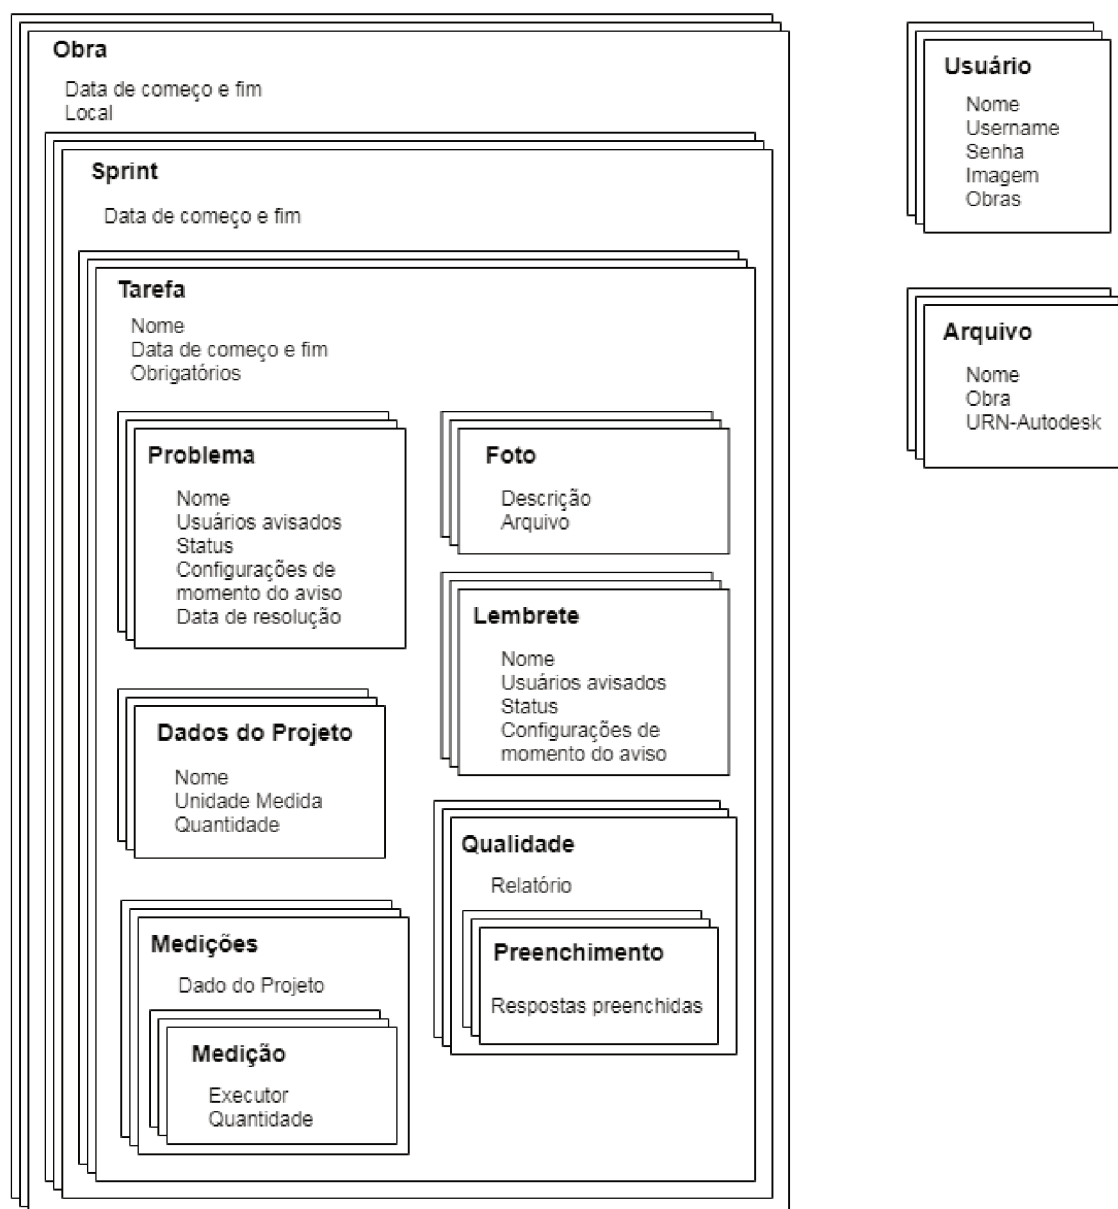 Obra
Data de começo e fim
Local
Sprint
Data de começo e fim
Tarefa
Nome
Data de começo e fim
Obrigatórios
Problema
Nome
Usuários avisados
Status
Configurações de
momento do aviso
Data de resolução
Foto
Descrição
Arquivo
Lembrete
Nome
Usuários avisados
Status
Configurações de
momento do aviso
Dados do Projeto
Nome
Unidade Medida
Quantidade
Qualidade
Relatório
Preenchimento
Respostas preenchidas
Medições
Dado do Projeto
Medição
Executor
Quantidade
Usuário
Nome
Username
Senha
Imagem
Obras
Arquivo
Nome
Obra
URN-Autodesk